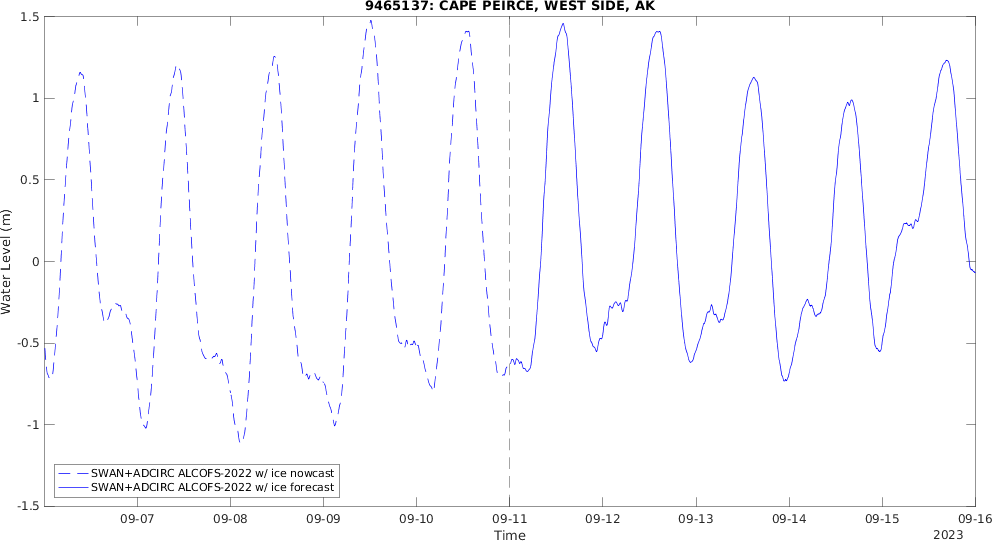 9465137: CAPE PEIRCE, WEST SIDE, AK
1.5
1
0.5
0
-0.5
-1
-1.5
Water Level (m)
SWAN+ADCIRC ALCOFS-2022 w/ ice nowcast
SWAN+ADCIRC ALCOFS-2022 w/ ice forecast
09-07 09-08 09-09 09-10 09-11 09-12 09-13 09-14 09-15 09-16
Time
2023